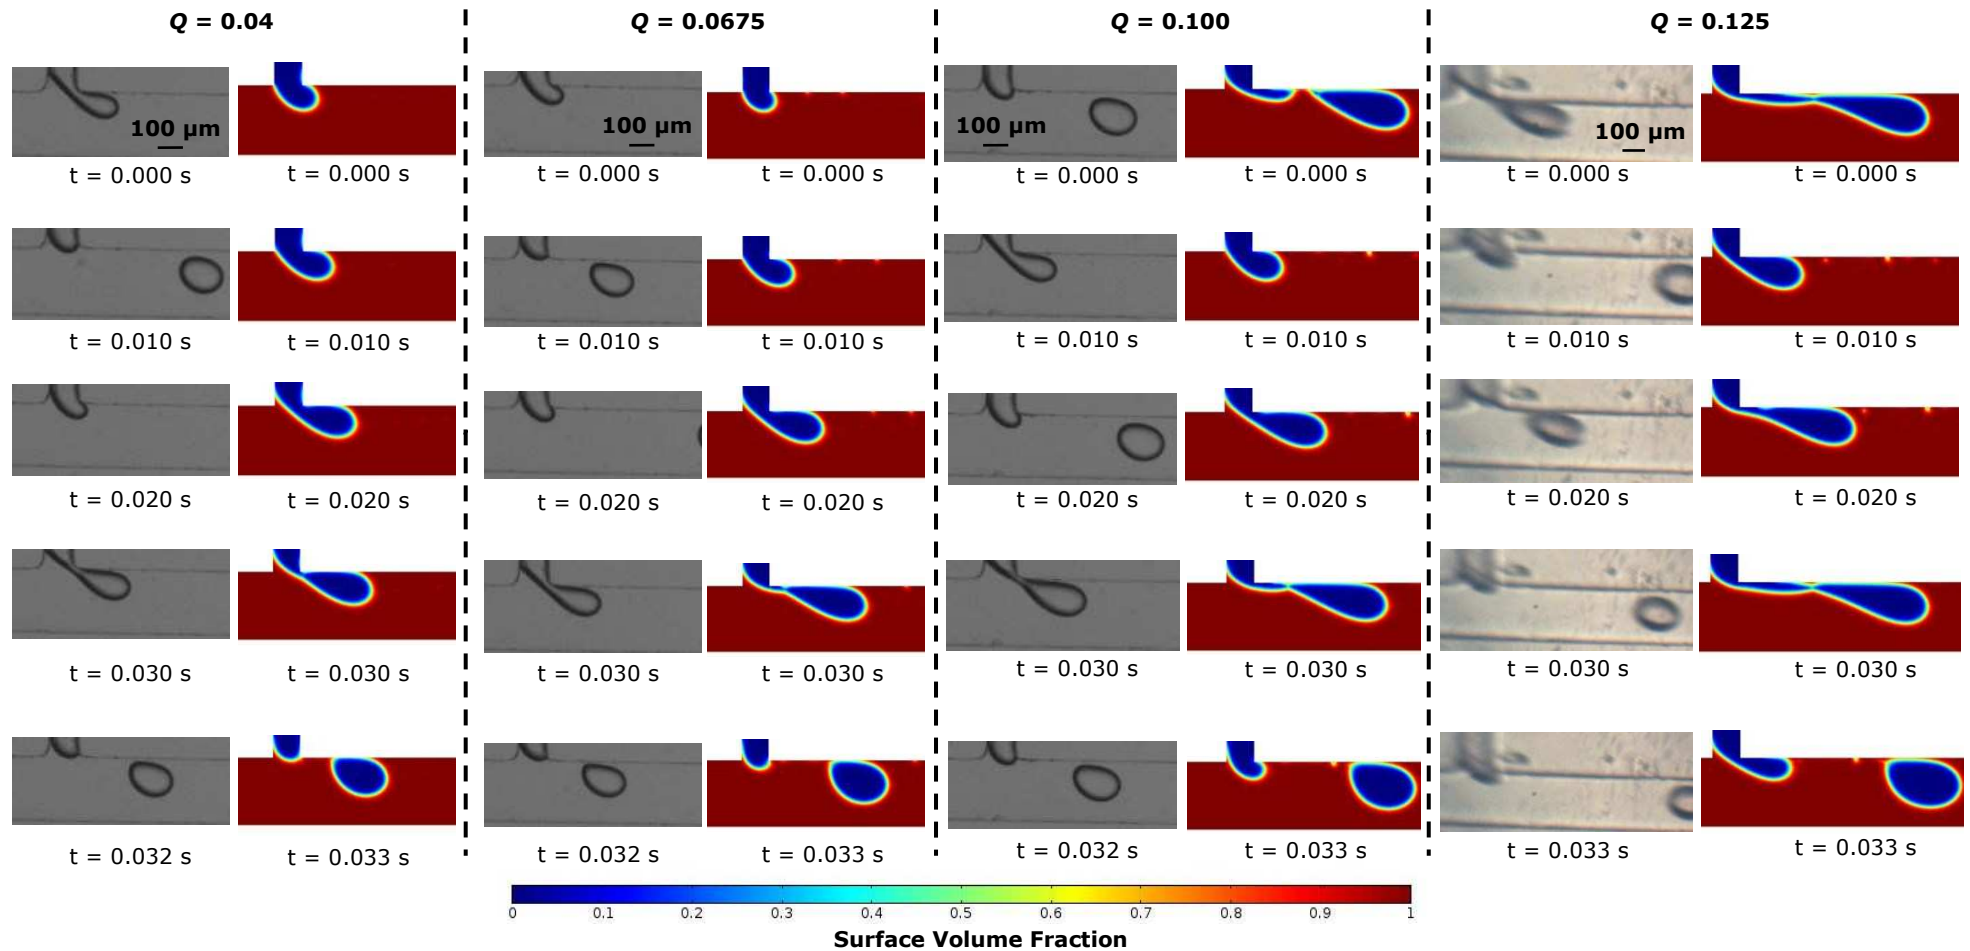 Q = 0.04
Q = 0.0675
Q = 0.100
Q = 0.125
100 μm
100 μm
100 μm
100 μm
t = 0.000 s
t = 0.000 s
t = 0.000 s
t = 0.000 s
t = 0.000 s
t = 0.000 s
t = 0.000 s
t = 0.000 s
t = 0.010 s
t = 0.010 s
t = 0.010 s
t = 0.010 s
t = 0.010 s
t = 0.010 s
t = 0.010 s
t = 0.010 s
t = 0.020 s
t = 0.020 s
t = 0.020 s
t = 0.020 s
t = 0.020 s
t = 0.020 s
t = 0.020 s
t = 0.020 s
t = 0.030 s
t = 0.030 s
t = 0.030 s
t = 0.030 s
t = 0.030 s
t = 0.030 s
t = 0.030 s
t = 0.030 s
t = 0.032 s
t = 0.033 s
t = 0.032 s
t = 0.033 s
t = 0.032 s
t = 0.033 s
t = 0.033 s
t = 0.033 s
0 0.1 0.2 0.3 0.4 0.5 0.6 0.7 0.8 0.9 1
Surface Volume Fraction